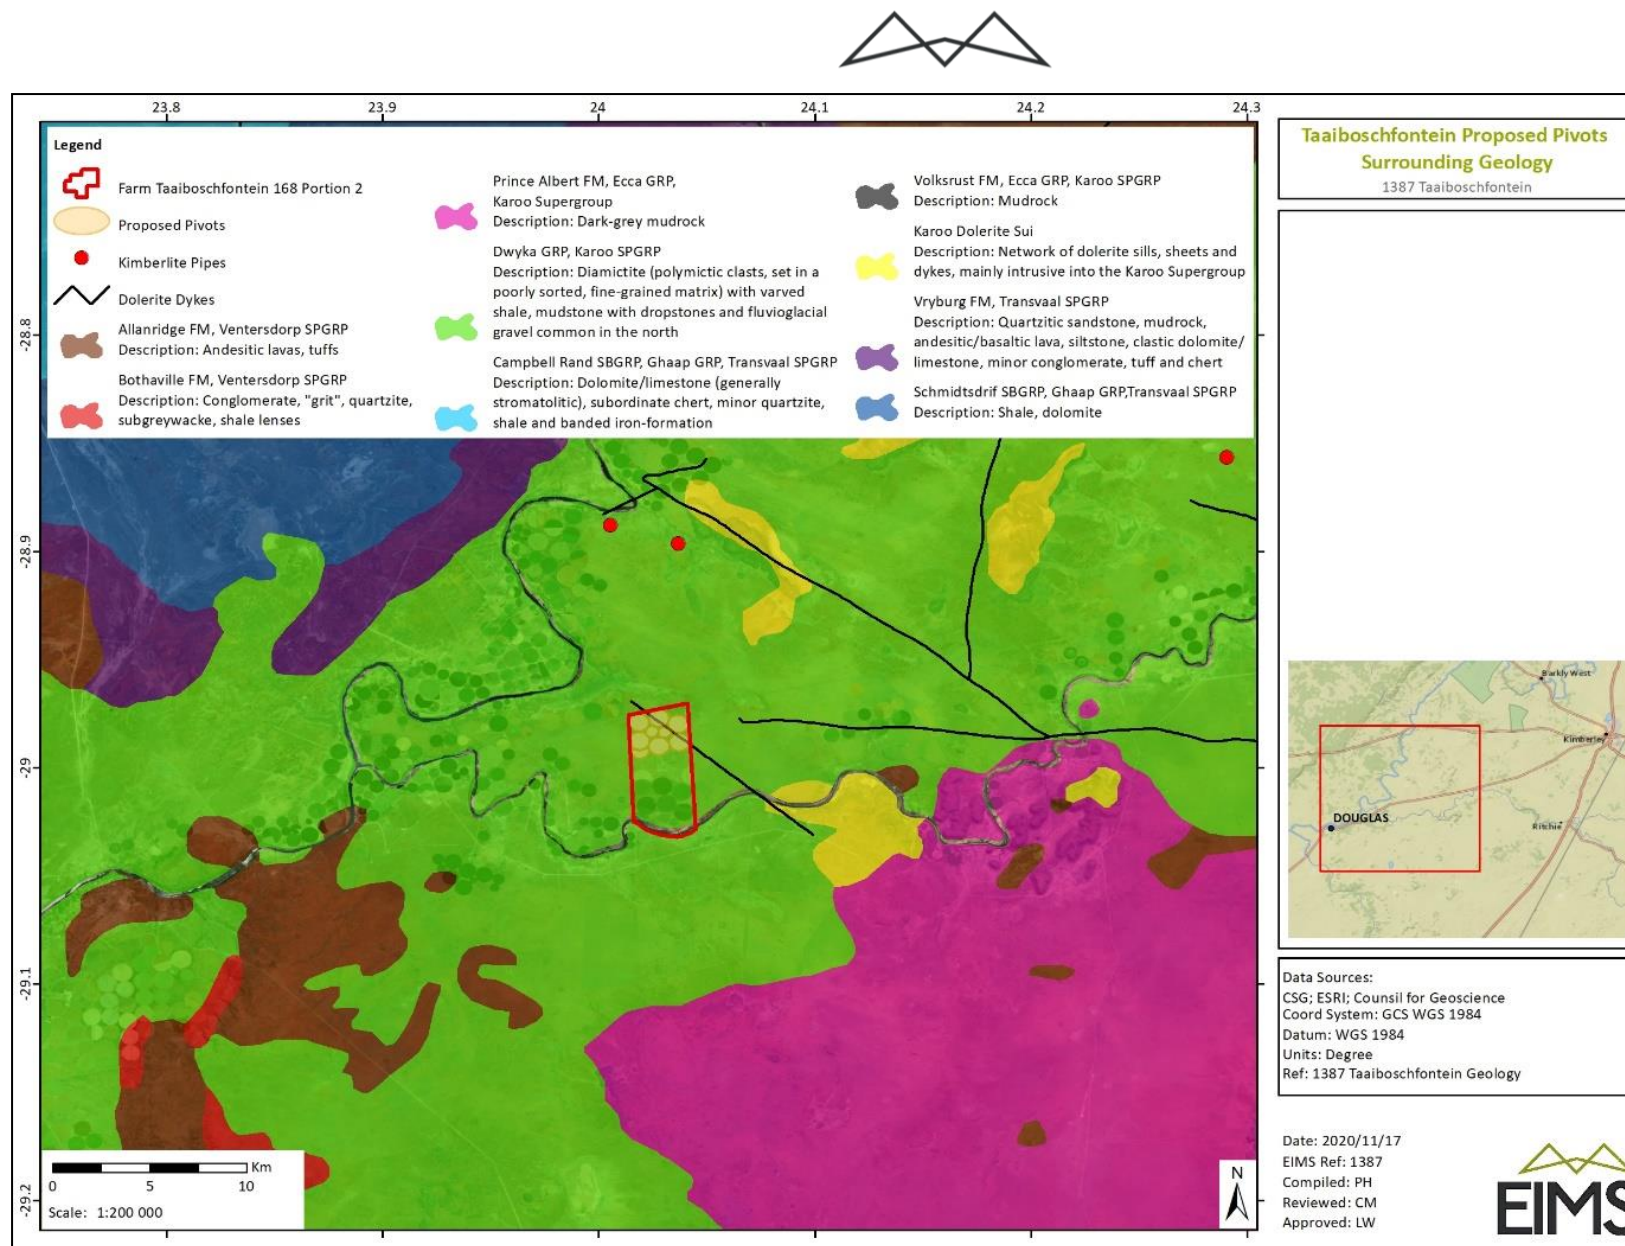 23.8 23.9 24 24.1 24.2 24.3
Legend
Farm Taaiboschfontein 168 Portion 2
Proposed Pivots
Kimberlite Pipes
Dolerite Dykes
Allanridge FM, Ventersdorp SPGRP
Description: Andesitic lavas, tuffs
Bothaville FM, Ventersdorp SPGRP
Description: Conglomerate, "grit", quartzite,
subgreywacke, shale lenses
Prince Albert FM, Ecca GRP,
Karoo Supergroup
Description: Dark-grey mudrock
Dwyka GRP, Karoo SPGRP
Description: Diamictite (polymictic clasts, set in a
poorly sorted, fine-grained matrix) with varved
shale, mudstone with dropstones and fluvioglacial
gravel common in the north
Campbell Rand SBGRP, Ghaap GRP, Transvaal SPGRP
Description: Dolomite/limestone (generally
stromatolitic), subordinate chert, minor quartzite,
shale and banded iron-formation
Volksrust FM, Ecca GRP, Karoo SPGRP
Description: Mudrock
Karoo Dolerite Sui
Description: Network of dolerite sills, sheets and
dykes, mainly intrusive into the Karoo Supergroup
Vryburg FM, Transvaal SPGRP
Description: Quartzitic sandstone, mudrock,
andesitic/basaltic lava, siltstone, clastic dolomite/
limestone, minor conglomerate, tuff and chert
Schmidtsdrif SBGRP, Ghaap GRP,Transvaal SPGRP
Description: Shale, dolomite
-28.8
-28.9
-29
-29.1
-29.2
Km
0 5 10
Scale: 1:200 000
N
Taaiboschfontein Proposed Pivots
Surrounding Geology
1387 Taaiboschfontein
Barkly West
Kimberley
DOUGLAS
Ritchie
Data Sources:
CSG; ESRI; Counsil for Geoscience
Coord System: GCS WGS 1984
Datum: WGS 1984
Units: Degree
Ref: 1387 Taaiboschfontein Geology
Date: 2020/11/17
EIMS Ref: 1387
Compiled: PH
Reviewed: CM
Approved: LW
EIMS